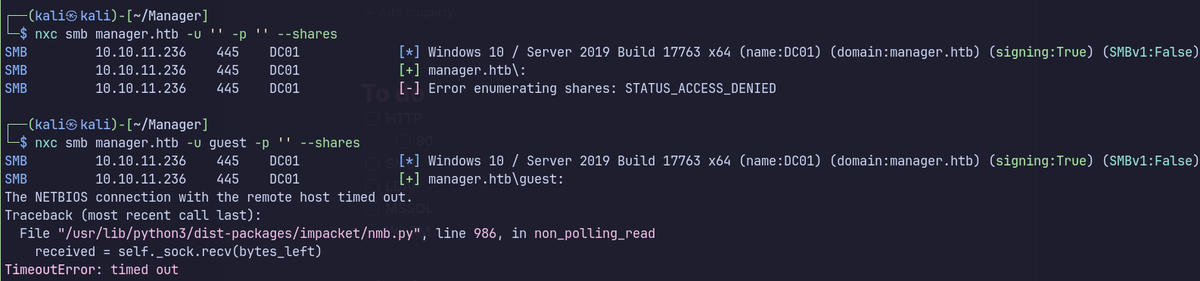 ┌──(kali㉿kali)-[~/Manager]
└─$ nxc smb manager.htb -u '' -p '' --shares
SMB 10.10.11.236 445 DC01 [*] Windows 10 / Server 2019 Build 17763 x64 (name:DC01) (domain:manager.htb) (signing:True) (SMBv1:False)
SMB 10.10.11.236 445 DC01 [+] manager.htb\:
SMB 10.10.11.236 445 DC01 [-] Error enumerating shares: STATUS_ACCESS_DENIED
To do
HTTP
80
MSSQL
┌──(kali㉿kali)-[~/Manager]
└─$ nxc smb manager.htb -u guest -p '' --shares
SMB 10.10.11.236 445 DC01 [*] Windows 10 / Server 2019 Build 17763 x64 (name:DC01) (domain:manager.htb) (signing:True) (SMBv1:False)
SMB 10.10.11.236 445 DC01 [+] manager.htb\guest:
The NETBIOS connection with the remote host timed out.
Traceback (most recent call last):
File "/usr/lib/python3/dist-packages/impacket/nmb.py", line 986, in non_polling_read
received = self._sock.recv(bytes_left)
TimeoutError: timed out